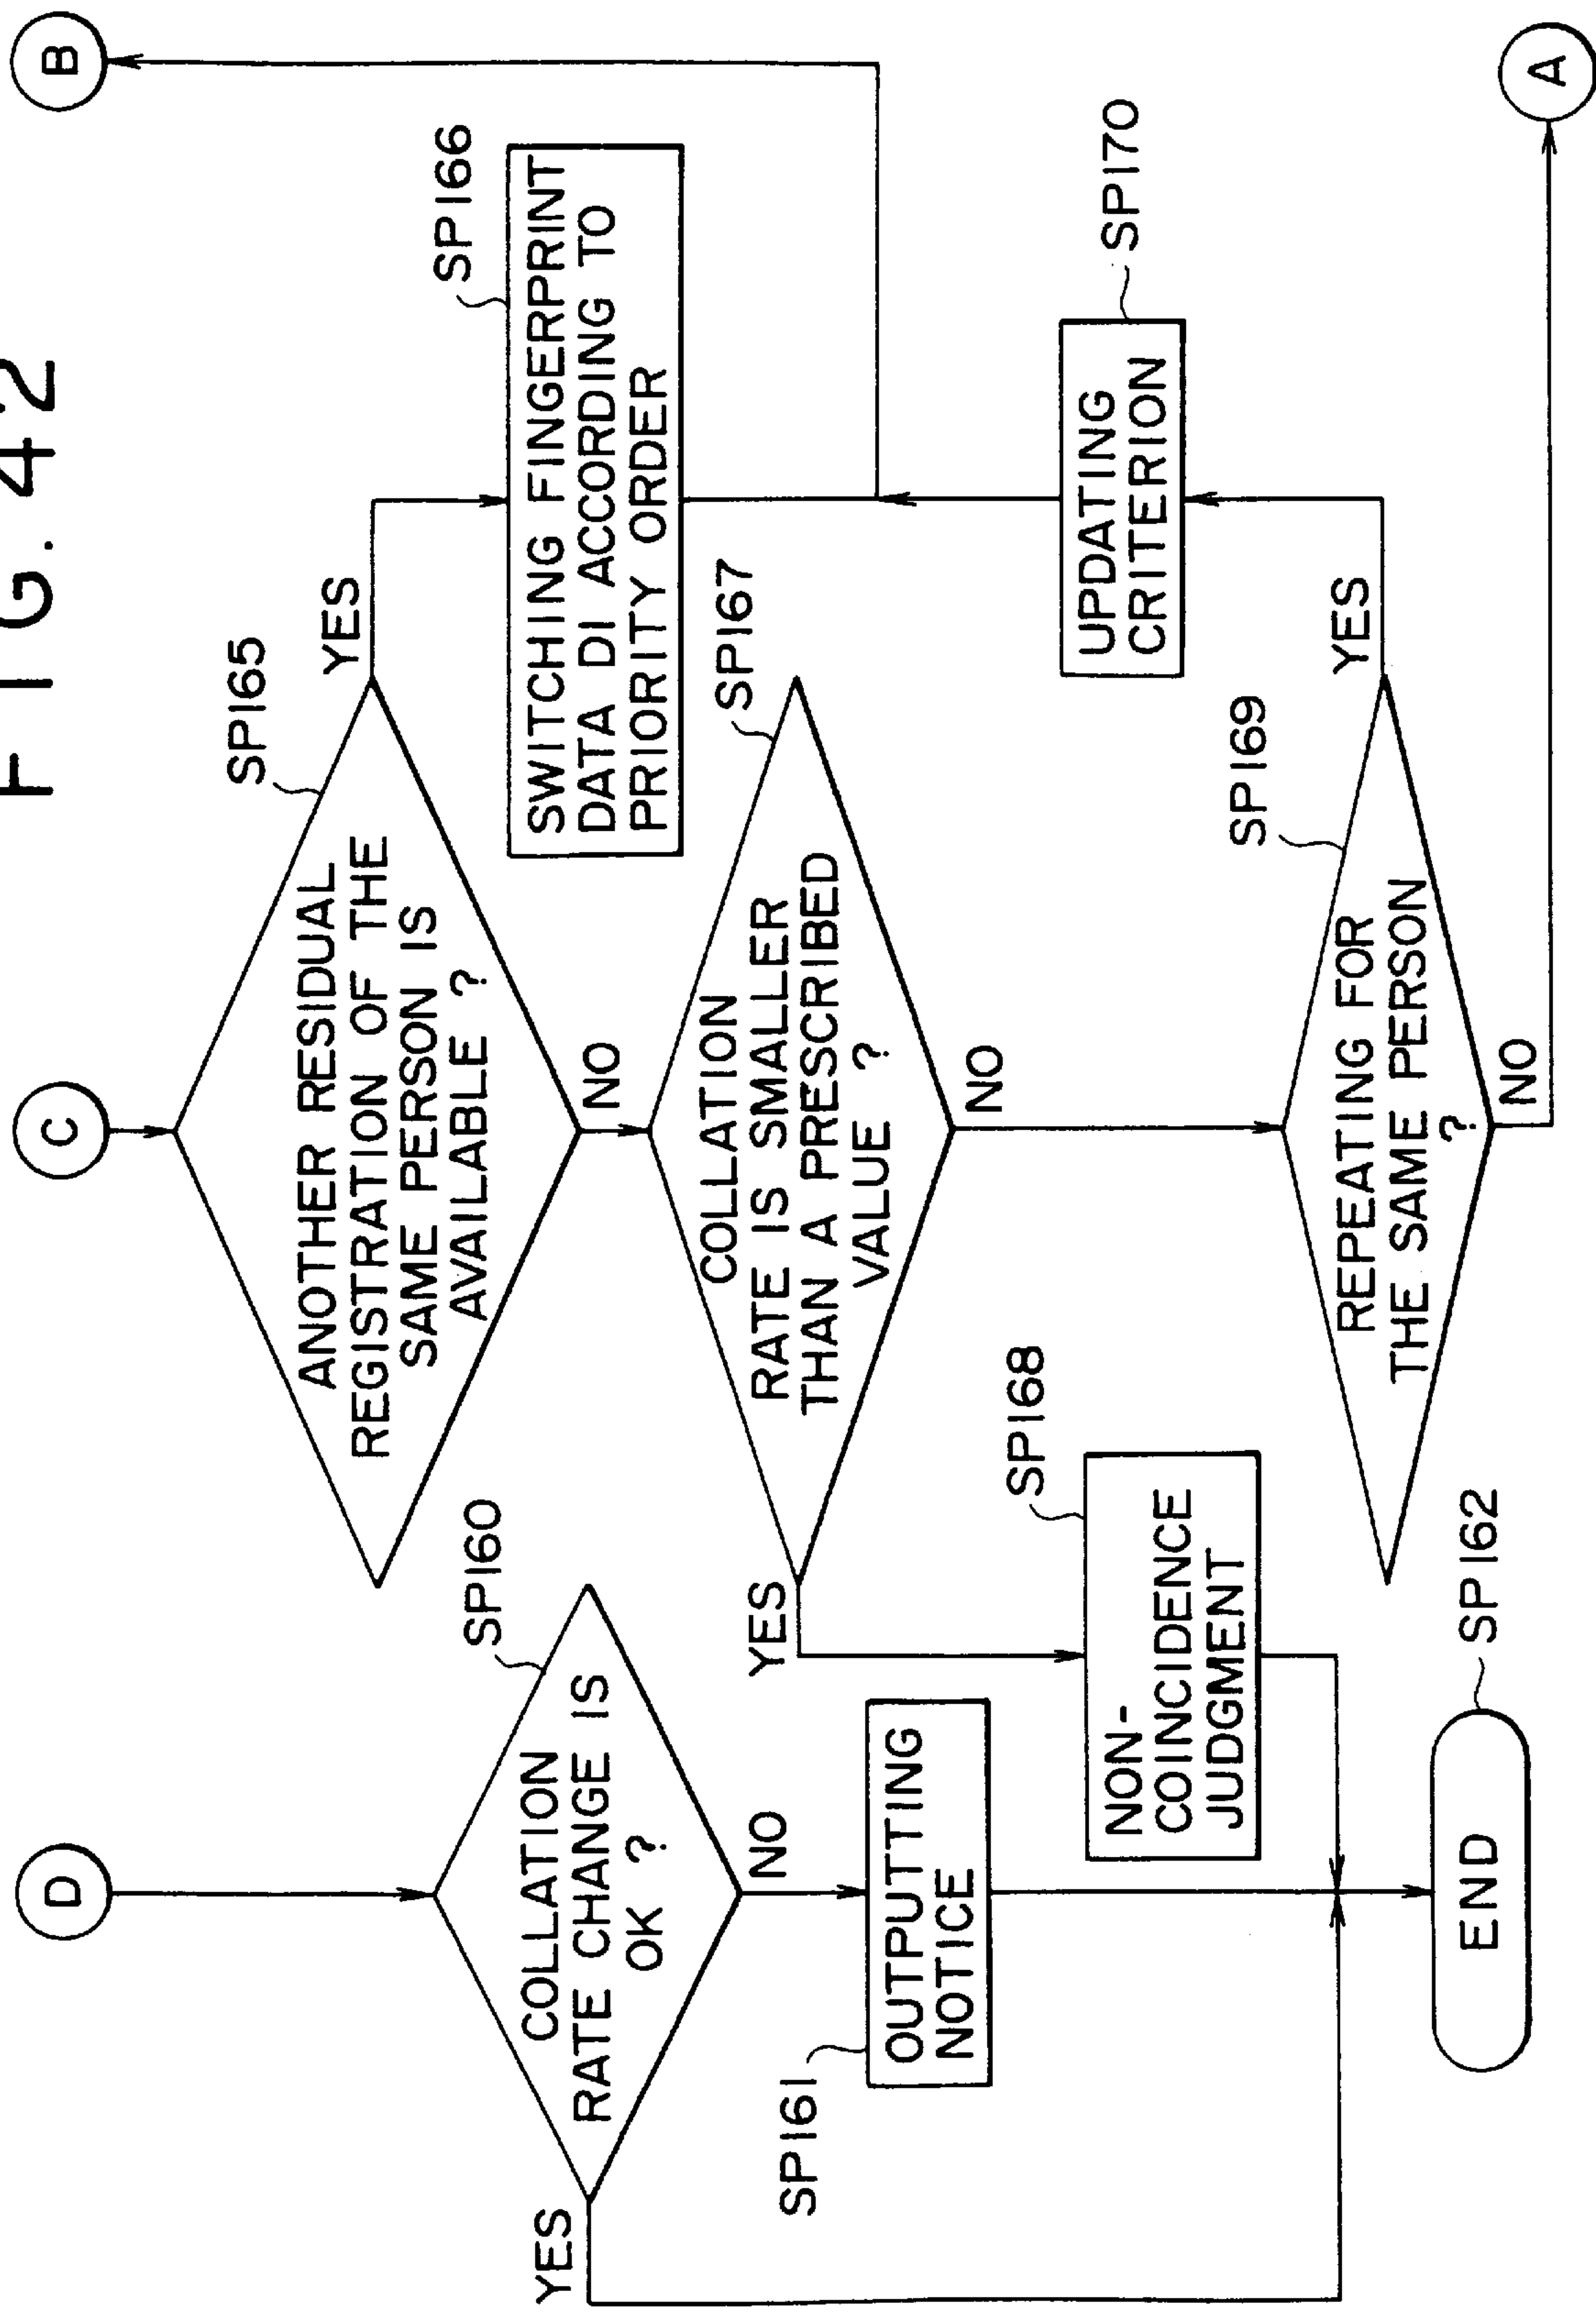 FIG. 42
D
C
B
SP160
COLLATION
RATE CHANGE IS
OK ?
YES
NO
SP161
OUTPUTTING
NOTICE
SP165
ANOTHER RESIDUAL
REGISTRATION OF THE
SAME PERSON IS
AVAILABLE ?
YES
NO
SP166
SWITCHING FINGERPRINT
DATA DI ACCORDING TO
PRIORITY ORDER
SP167
COLLATION
RATE IS SMALLER
THAN A PRESCRIBED
VALUE ?
YES
NO
SP168
NON-
COINCIDENCE
JUDGMENT
SP169
REPEATING FOR
THE SAME PERSON
?
YES
NO
SP170
UPDATING
CRITERION
SP162
END
A